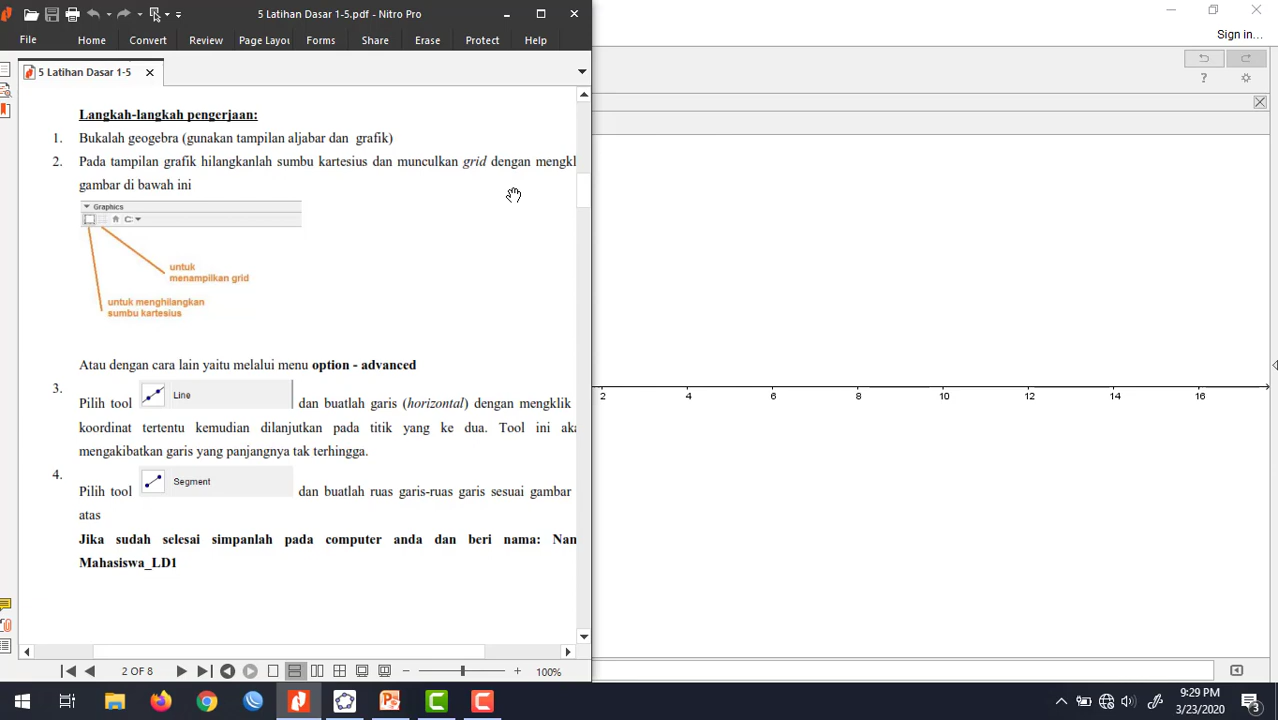 5 Latihan Dasar 1-5.pdf - Nitro Pro
Sign in...
File Home Convert Review Page Layou Forms Share Erase Protect Help
5 Latihan Dasar 1-5
?
Langkah-langkah pengerjaan:
1. Bukalah geogebra (gunakan tampilan aljabar dan grafik)
2. Pada tampilan grafik hilangkanlah sumbu kartesius dan munculkan grid dengan mengkl
gambar di bawah ini
Graphics
untuk
menampilkan grid
untuk menghilangkan
sumbu kartesius
Atau dengan cara lain yaitu melalui menu option - advanced
3. Pilih tool Line dan buatlah garis (horizontal) dengan mengklik
koordinat tertentu kemudian dilanjutkan pada titik yang ke dua. Tool ini aka
mengakibatkan garis yang panjangnya tak terhingga.
4. Pilih tool Segment dan buatlah ruas garis-ruas garis sesuai gambar
atas
Jika sudah selesai simpanlah pada computer anda dan beri nama: Nan
Mahasiswa_LD1
2 4 6 8 10 12 14 16
2 OF 8
100%
9:29 PM
3/23/2020
3